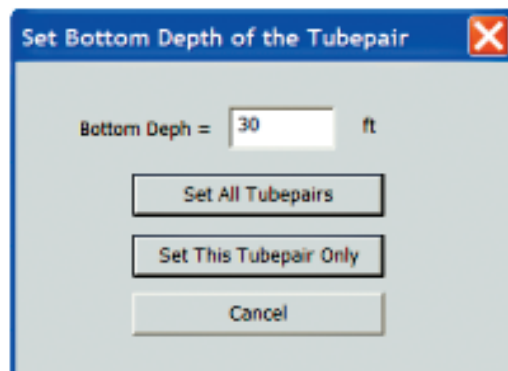 Set Bottom Depth of the Tubepair
Bottom Deph = 30 ft
Set All Tubepairs
Set This Tubepair Only
Cancel